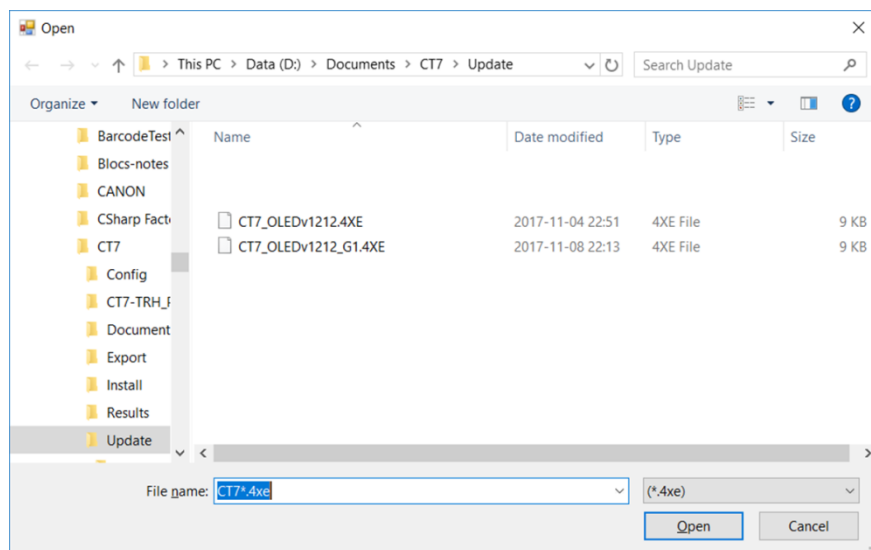 Open
This PC > Data (D:) > Documents > CT7 > Update
Search Update
Organize
New folder
Name
Date modified
Type
Size
CT7_OLEDv1212.4XE 2017-11-04 22:51 4XE File 9 KB
CT7_OLEDv1212_G1.4XE 2017-11-08 22:13 4XE File 9 KB
BarcodeTest
Blocs-notes
CANON
CSharp Fact
CT7
Config
CT7-TRH_
Document
Export
Install
Results
Update
File name: CT7*.4xe
(*.4xe)
Open
Cancel